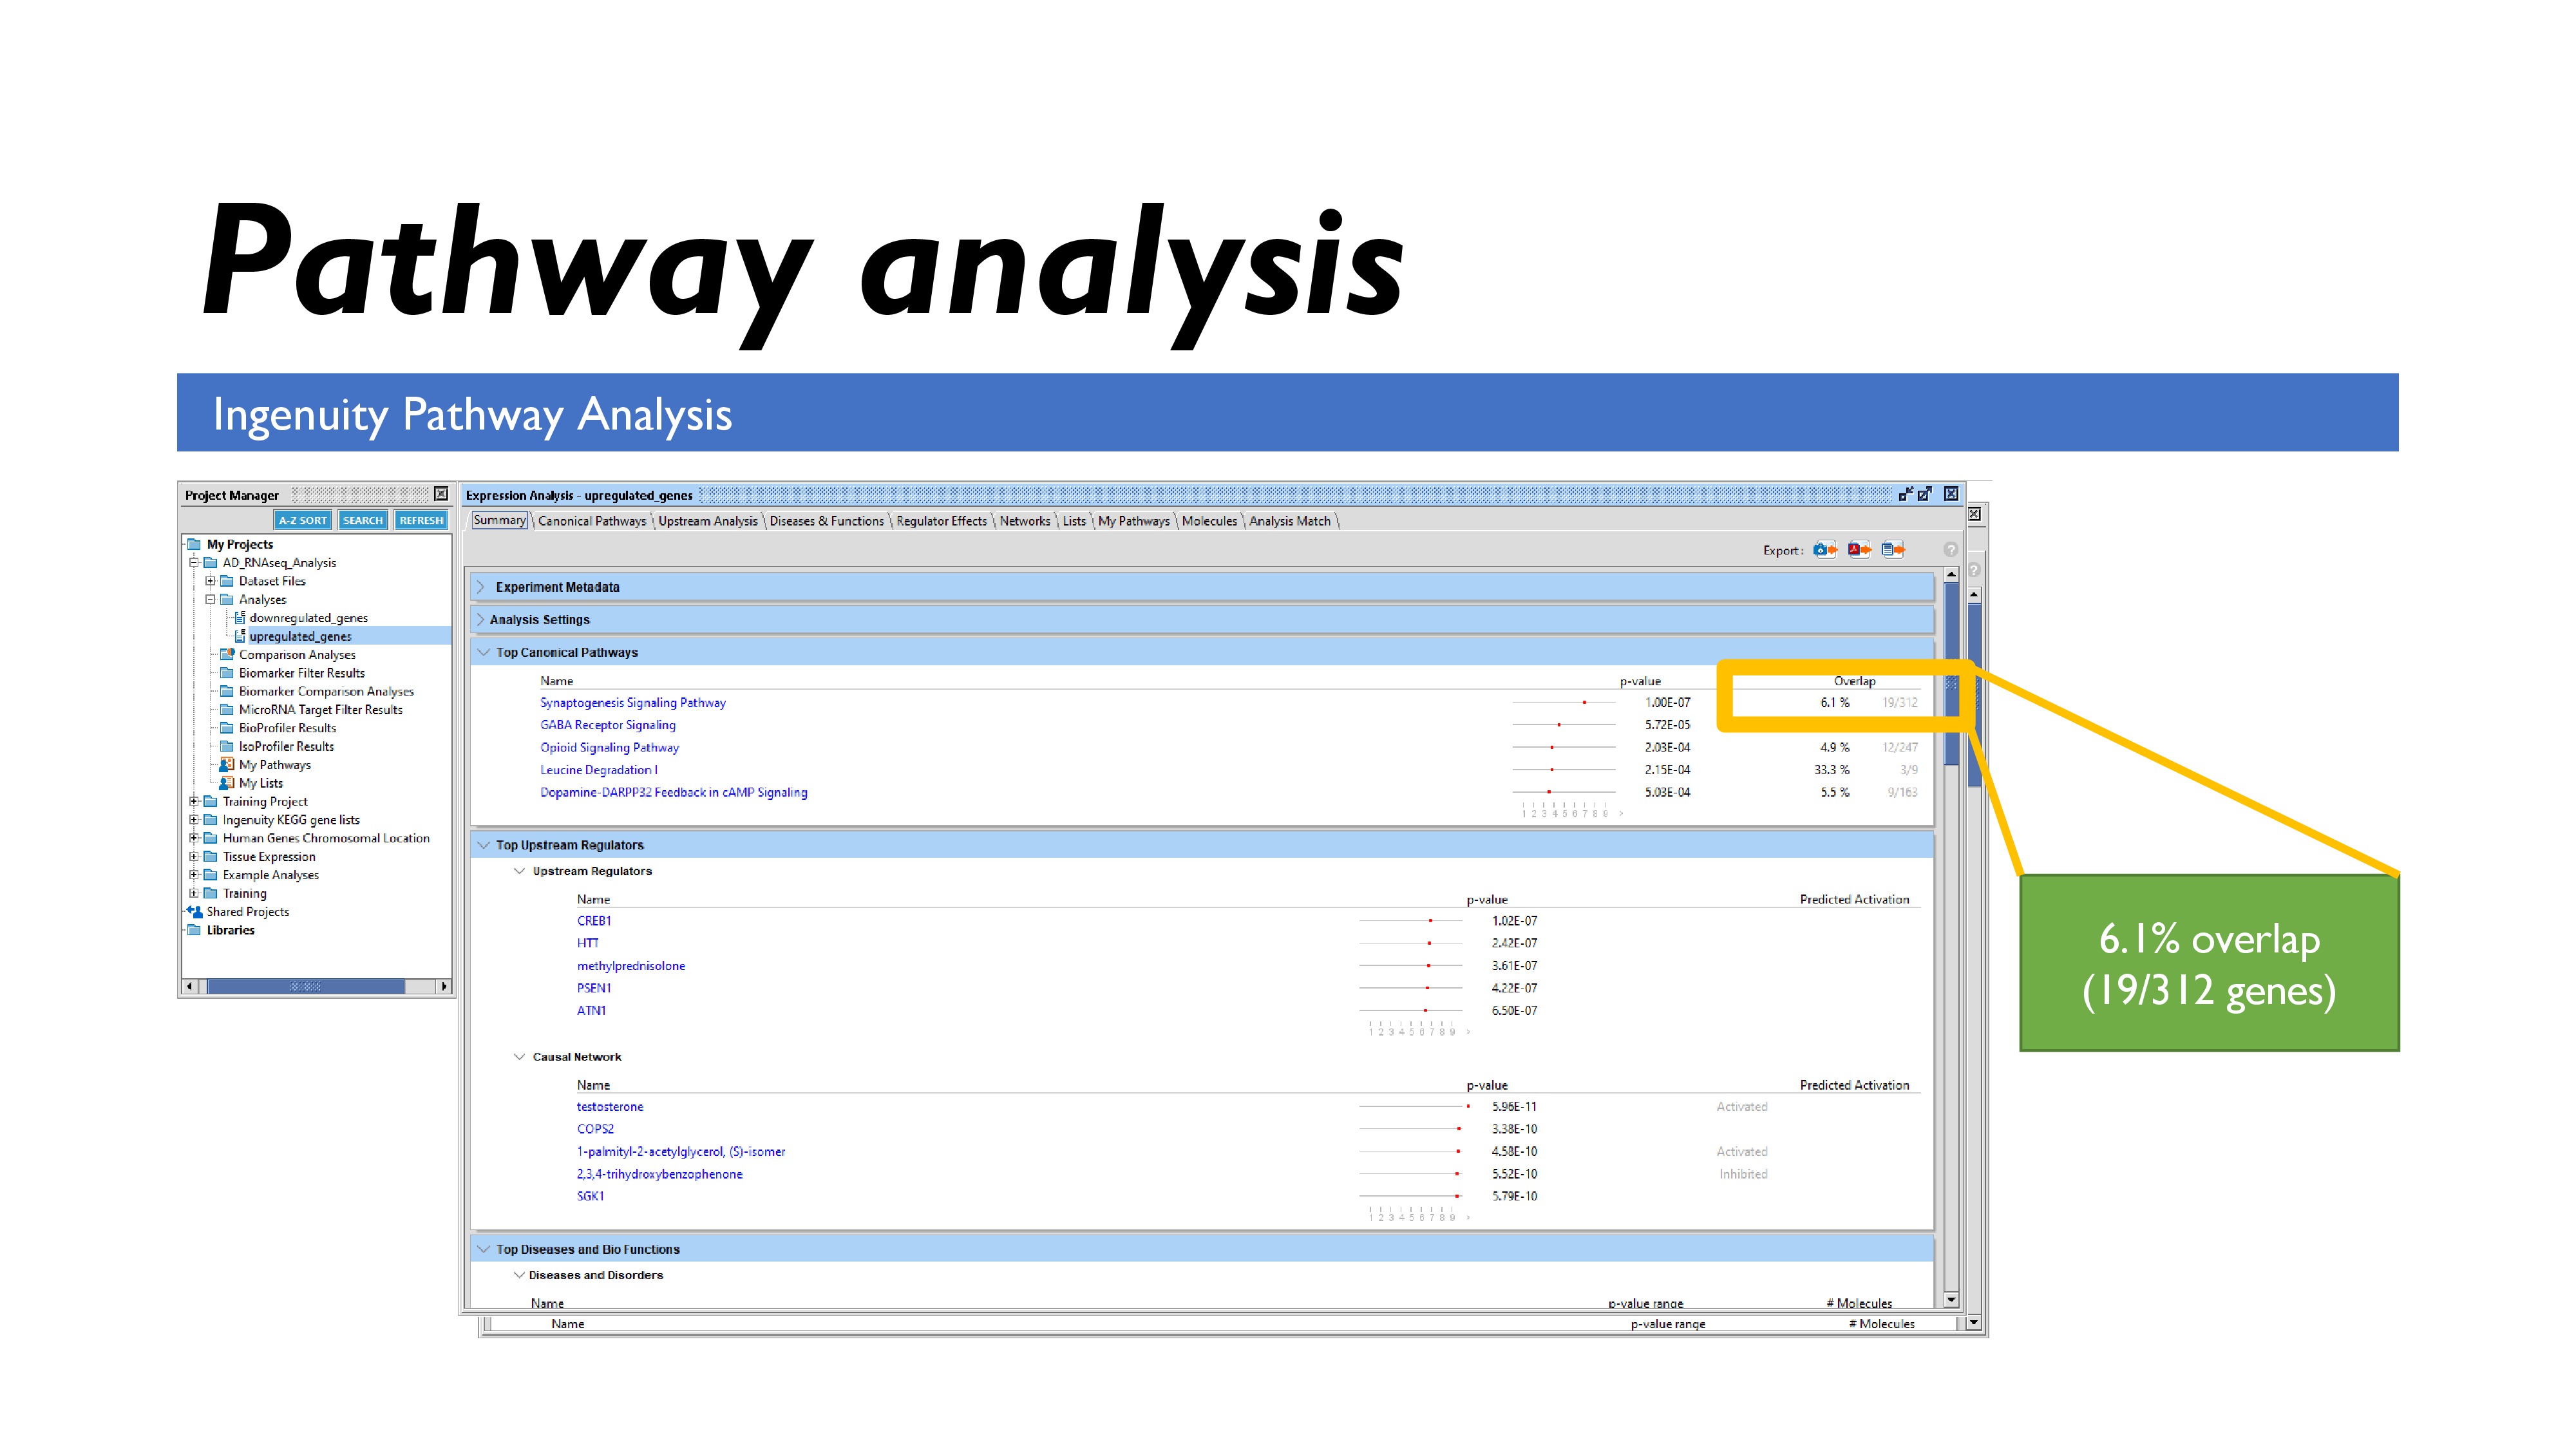 Pathway analysis
Ingenuity Pathway Analysis
Project Manager
A-Z SORT SEARCH REFRESH
My Projects
AD_RNAseq_Analysis
Dataset Files
Analyses
downregulated_genes
upregulated_genes
Comparison Analyses
Biomarker Filter Results
Biomarker Comparison Analyses
MicroRNA Target Filter Results
BioProfiler Results
IsoProfiler Results
My Pathways
My Lists
Training Project
Ingenuity KEGG gene lists
Human Genes Chromosomal Location
Tissue Expression
Example Analyses
Training
Shared Projects
Libraries
Expression Analysis - upregulated_genes
Summary Canonical Pathways Upstream Analysis Diseases & Functions Regulator Effects Networks Lists My Pathways Molecules Analysis Match
Export :
Experiment Metadata
Analysis Settings
Top Canonical Pathways
Name p-value Overlap
Synaptogenesis Signaling Pathway 1.00E-07 6.1 % 19/312
GABA Receptor Signaling 5.72E-05
Opioid Signaling Pathway 2.03E-04 4.9 % 12/247
Leucine Degradation I 2.15E-04 33.3 % 3/9
Dopamine-DARPP32 Feedback in cAMP Signaling 5.03E-04 5.5 % 9/163
1 2 3 4 5 6 7 8 9 >
Top Upstream Regulators
Upstream Regulators
Name p-value Predicted Activation
CREB1 1.02E-07
HTT 2.42E-07
methylprednisolone 3.61E-07
PSEN1 4.22E-07
ATN1 6.50E-07
1 2 3 4 5 6 7 8 9 >
Causal Network
Name p-value Predicted Activation
testosterone 5.96E-11 Activated
COPS2 3.38E-10
1-palmityl-2-acetylglycerol, (S)-isomer 4.58E-10 Activated
2,3,4-trihydroxybenzophenone 5.52E-10 Inhibited
SGK1 5.79E-10
1 2 3 4 5 6 7 8 9 >
Top Diseases and Bio Functions
Diseases and Disorders
Name p-value range # Molecules
Name p-value range # Molecules
6.1% overlap
(19/312 genes)